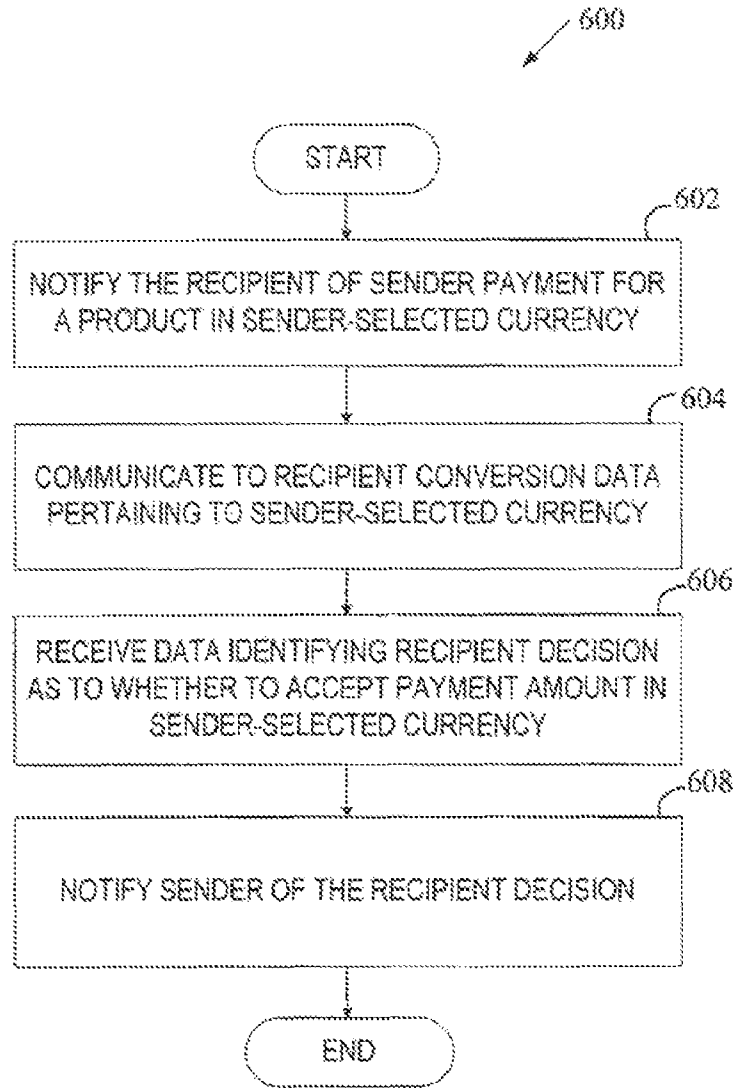 600
START
602
NOTIFY THE RECIPIENT OF SENDER PAYMENT FOR
A PRODUCT IN SENDER-SELECTED CURRENCY
604
COMMUNICATE TO RECIPIENT CONVERSION DATA
PERTAINING TO SENDER-SELECTED CURRENCY
606
RECEIVE DATA IDENTIFYING RECIPIENT DECISION
AS TO WHETHER TO ACCEPT PAYMENT AMOUNT IN
SENDER-SELECTED CURRENCY
608
NOTIFY SENDER OF THE RECIPIENT DECISION
END